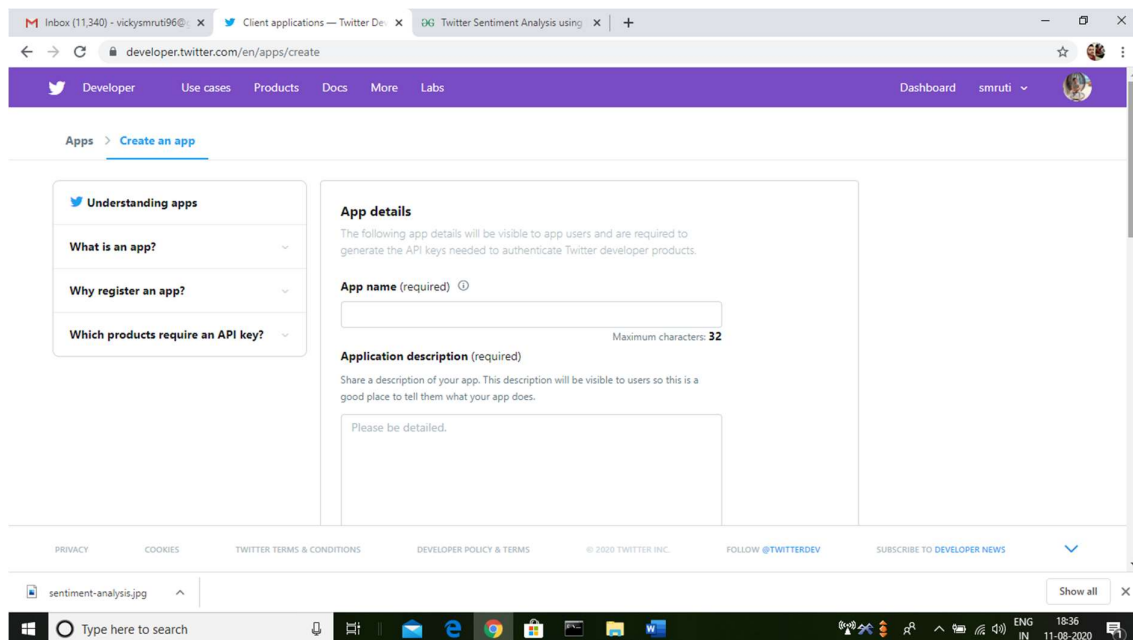 Inbox (11,340) - vickysmruti96@g
Client applications — Twitter De
Twitter Sentiment Analysis using
developer.twitter.com/en/apps/create
Developer Use cases Products Docs More Labs Dashboard smruti
Apps > Create an app
Understanding apps
What is an app?
Why register an app?
Which products require an API key?
App details
The following app details will be visible to app users and are required to
generate the API keys needed to authenticate Twitter developer products.
App name (required)
Maximum characters: 32
Application description (required)
Share a description of your app. This description will be visible to users so this is a
good place to tell them what your app does.
Please be detailed.
PRIVACY COOKIES TWITTER TERMS & CONDITIONS DEVELOPER POLICY & TERMS © 2020 TWITTER INC. FOLLOW @TWITTERDEV SUBSCRIBE TO DEVELOPER NEWS
sentiment-analysis.jpg
Show all
Type here to search
ENG
IN
18:36
11-08-2020